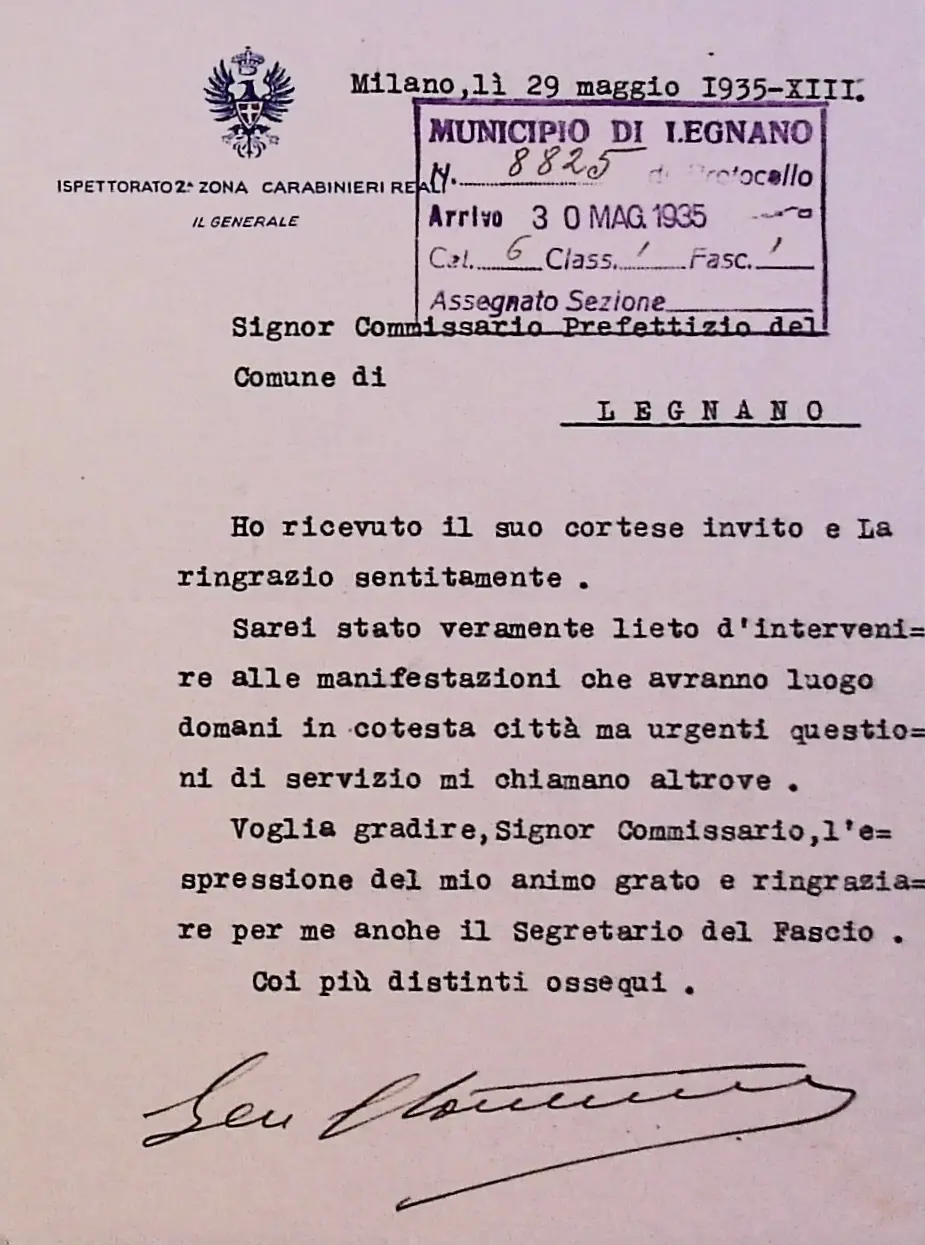 Milano,lì 29 maggio 1935-XIII.
ISPETTORATO 2ª ZONA CARABINIERI REALI
IL GENERALE
MUNICIPIO DI LEGNANO
N. 8825 di Protocollo
Arrivo 30 MAG. 1935
Cat. 6 Class. 1 Fasc. 1
Assegnato Sezione
Signor Commissario Prefettizio del
Comune di
L E G N A N O
Ho ricevuto il suo cortese invito e La
ringrazio sentitamente .
Sarei stato veramente lieto d'interveni=
re alle manifestazioni che avranno luogo
domani in cotesta città ma urgenti questio=
ni di servizio mi chiamano altrove .
Voglia gradire,Signor Commissario,l'e=
spressione del mio animo grato e ringrazia=
re per me anche il Segretario del Fascio .
Coi più distinti ossequi .
Gen